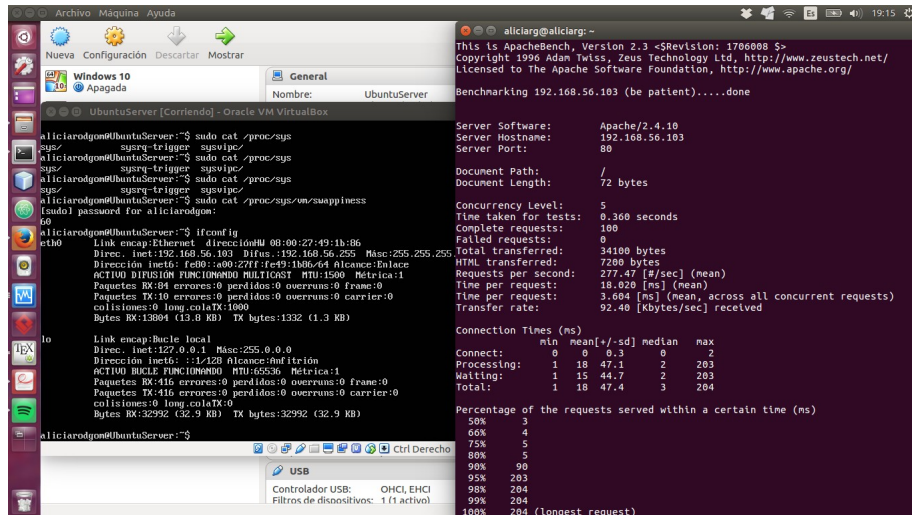 Archivo Máquina Ayuda
Es
19:15
Nueva Configuración Descartar Mostrar
Windows 10
Apagada
General
Nombre: UbuntuServer
UbuntuServer [Corriendo] - Oracle VM VirtualBox
aliciarodgom@UbuntuServer:~$ sudo cat /proc/sys
sys/ sysrq-trigger sysvipc/
aliciarodgom@UbuntuServer:~$ sudo cat /proc/sys
sys/ sysrq-trigger sysvipc/
aliciarodgom@UbuntuServer:~$ sudo cat /proc/sys
sys/ sysrq-trigger sysvipc/
aliciarodgom@UbuntuServer:~$ sudo cat /proc/sys/vm/swappiness
[sudo] password for aliciarodgom:
60
aliciarodgom@UbuntuServer:~$ ifconfig
eth0 Link encap:Ethernet direcciónHW 08:00:27:49:1b:86
Direc. inet:192.168.56.103 Difus.:192.168.56.255 Másc:255.255.255
Dirección inet6: fe80::a00:27ff:fe49:1b86/64 Alcance:Enlace
ACTIVO DIFUSIÓN FUNCIONANDO MULTICAST MTU:1500 Métrica:1
Paquetes RX:84 errores:0 perdidos:0 overruns:0 frame:0
Paquetes TX:10 errores:0 perdidos:0 overruns:0 carrier:0
colisiones:0 long.colaTX:1000
Bytes RX:13804 (13.8 KB) TX bytes:1332 (1.3 KB)
lo Link encap:Bucle local
Direc. inet:127.0.0.1 Másc:255.0.0.0
Dirección inet6: ::1/128 Alcance:Anfitrión
ACTIVO BUCLE FUNCIONANDO MTU:65536 Métrica:1
Paquetes RX:416 errores:0 perdidos:0 overruns:0 frame:0
Paquetes TX:416 errores:0 perdidos:0 overruns:0 carrier:0
colisiones:0 long.colaTX:0
Bytes RX:32992 (32.9 KB) TX bytes:32992 (32.9 KB)
aliciarodgom@UbuntuServer:~$
Ctrl Derecho
USB
Controlador USB: OHCI, EHCI
Filtros de dispositivos: 1 (1 activo)
aliciarg@aliciarg: ~
This is ApacheBench, Version 2.3 <$Revision: 1706008 $>
Copyright 1996 Adam Twiss, Zeus Technology Ltd, http://www.zeustech.net/
Licensed to The Apache Software Foundation, http://www.apache.org/
Benchmarking 192.168.56.103 (be patient).....done
Server Software: Apache/2.4.10
Server Hostname: 192.168.56.103
Server Port: 80
Document Path: /
Document Length: 72 bytes
Concurrency Level: 5
Time taken for tests: 0.360 seconds
Complete requests: 100
Failed requests: 0
Total transferred: 34100 bytes
HTML transferred: 7200 bytes
Requests per second: 277.47 [#/sec] (mean)
Time per request: 18.020 [ms] (mean)
Time per request: 3.604 [ms] (mean, across all concurrent requests)
Transfer rate: 92.40 [Kbytes/sec] received
Connection Times (ms)
min mean[+/-sd] median max
Connect: 0 0 0.3 0 2
Processing: 1 18 47.1 2 203
Waiting: 1 15 44.7 2 203
Total: 1 18 47.4 3 204
Percentage of the requests served within a certain time (ms)
50% 3
66% 4
75% 5
80% 5
90% 90
95% 203
98% 204
99% 204
100% 204 (longest request)